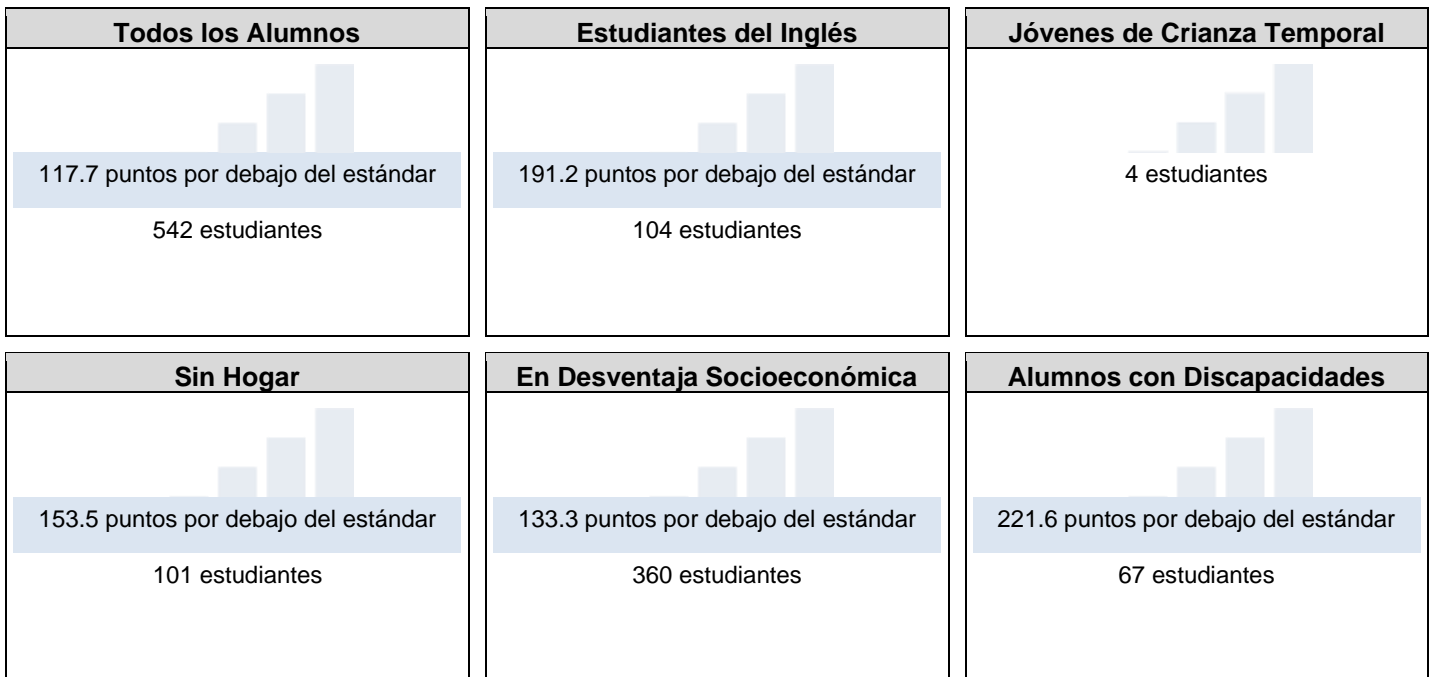 Todos los Alumnos
117.7 puntos por debajo del estándar
542 estudiantes
Estudiantes del Inglés
191.2 puntos por debajo del estándar
104 estudiantes
Jóvenes de Crianza Temporal
4 estudiantes
Sin Hogar
153.5 puntos por debajo del estándar
101 estudiantes
En Desventaja Socioeconómica
133.3 puntos por debajo del estándar
360 estudiantes
Alumnos con Discapacidades
221.6 puntos por debajo del estándar
67 estudiantes